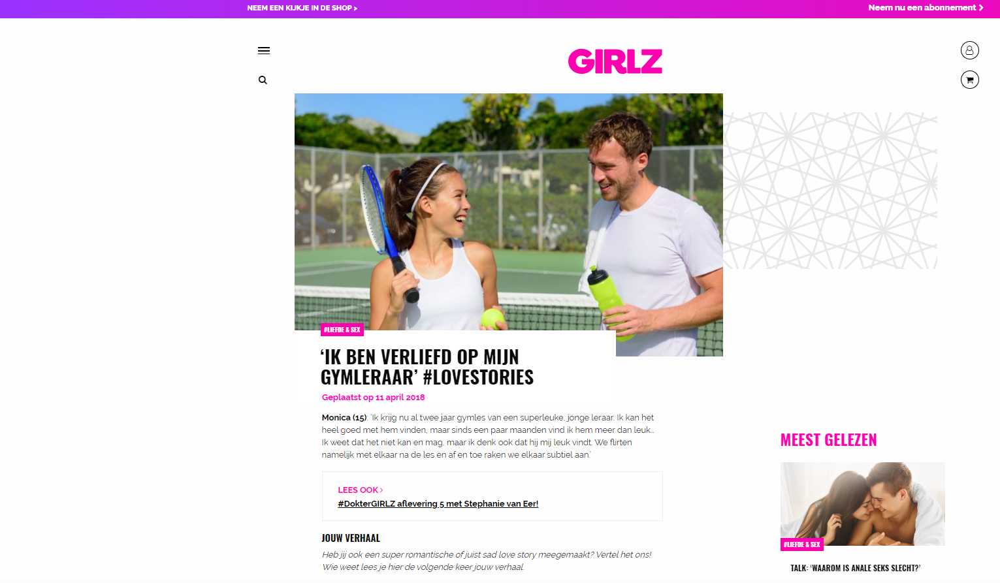 NEEM EEN KIJKJE IN DE SHOP >
Neem nu een abonnement >
GIRLZ
#LIEFDE & SEX
‘IK BEN VERLIEFD OP MIJN
GYMLERAAR’ #LOVESTORIES
Geplaatst op 11 april 2018
Monica (15): ‘Ik krijg nu al twee jaar gymles van een superleuke, jonge leraar. Ik kan het
heel goed met hem vinden, maar sinds een paar maanden vind ik hem meer dan leuk…
Ik weet dat het niet kan en mag, maar ik denk ook dat hij mij leuk vindt. We flirten
namelijk met elkaar na de les en af en toe raken we elkaar subtiel aan.’
LEES OOK >
#DokterGIRLZ aflevering 5 met Stephanie van Eer!
JOUW VERHAAL
Heb jij ook een super romantische of juist sad love story meegemaakt? Vertel het ons!
Wie weet lees je hier de volgende keer jouw verhaal.
MEEST GELEZEN
#LIEFDE & SEX
TALK: ‘WAAROM IS ANALE SEKS SLECHT?’